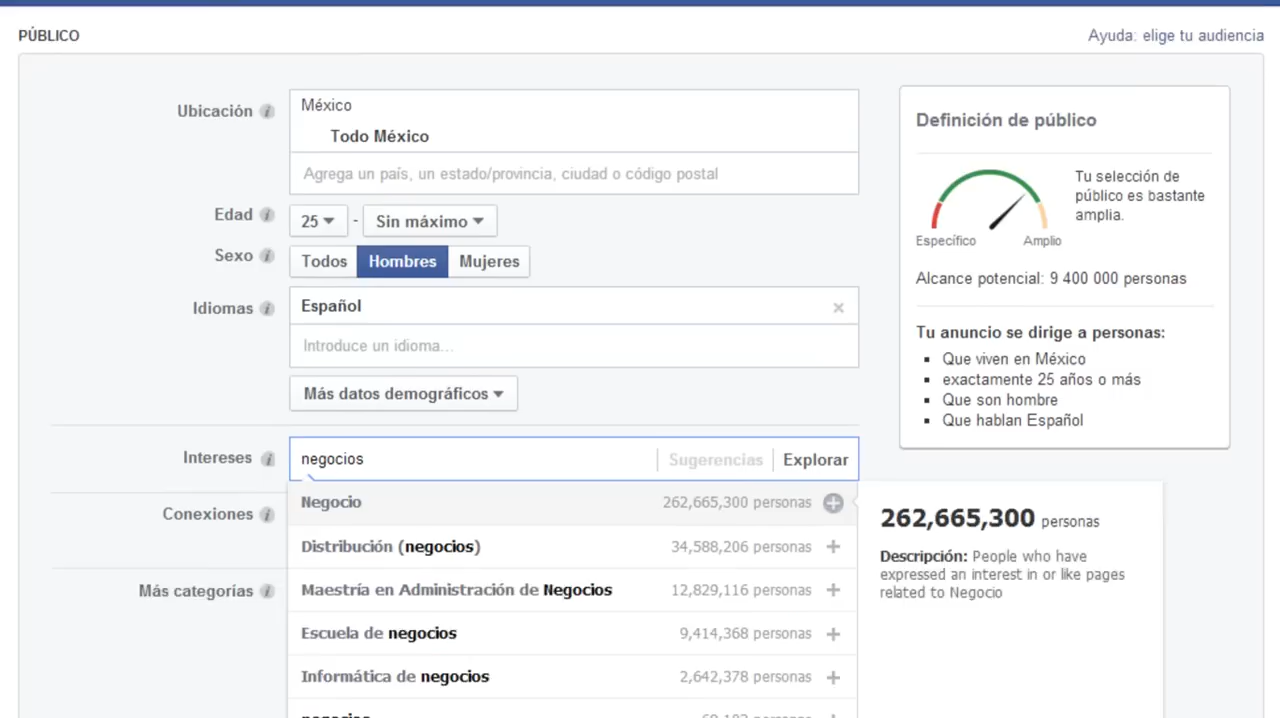 PÚBLICO
Ayuda: elige tu audiencia
Ubicación
México
Todo México
Agrega un país, un estado/provincia, ciudad o código postal
Edad
25 - Sin máximo
Sexo
Todos Hombres Mujeres
Idiomas
Español
Introduce un idioma...
Más datos demográficos
Intereses
negocios
Sugerencias Explorar
Negocio 262,665,300 personas
Distribución (negocios) 34,588,206 personas
Maestría en Administración de Negocios 12,829,116 personas
Escuela de negocios 9,414,368 personas
Informática de negocios 2,642,378 personas
negocios personas
Conexiones
Más categorías
Definición de público
Tu selección de
público es bastante
amplia.
Específico Amplio
Alcance potencial: 9 400 000 personas
Tu anuncio se dirige a personas:
Que viven en México
exactamente 25 años o más
Que son hombre
Que hablan Español
262,665,300 personas
Descripción: People who have
expressed an interest in or like pages
related to Negocio